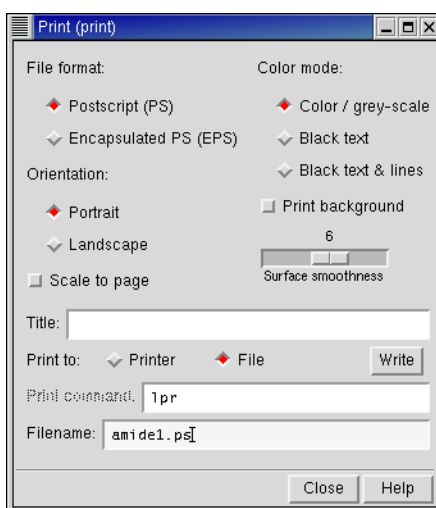 Print (print)
File format:
Color mode:
Postscript (PS)
Color / grey-scale
Encapsulated PS (EPS)
Black text
Orientation:
Black text & lines
Portrait
Print background
Landscape
6
Scale to page
Surface smoothness
Title:
Print to: Printer File Write
Print command: lpr
Filename: amide1.ps
Close Help